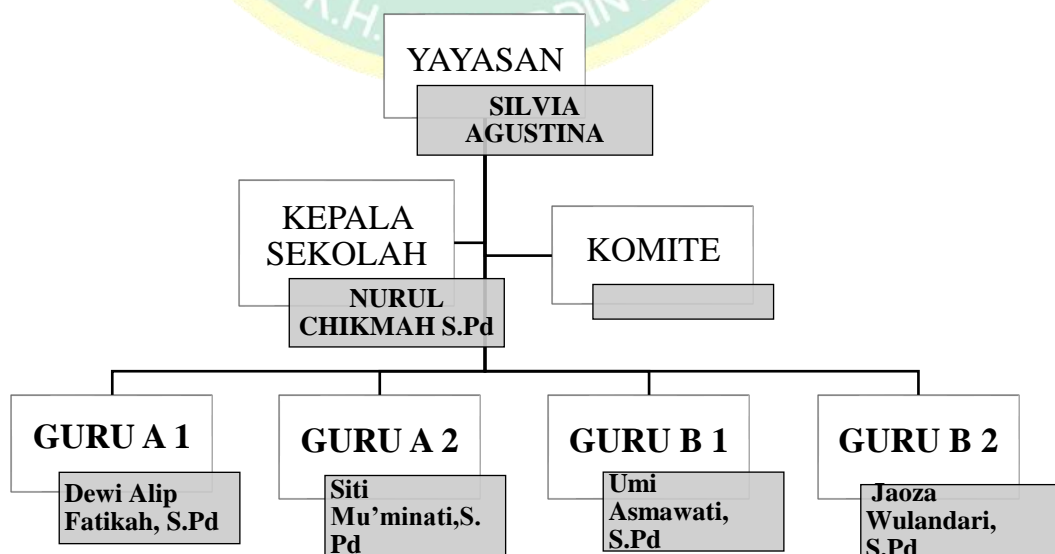 YAYASAN
SILVIA
AGUSTINA
KEPALA
SEKOLAH
NURUL
CHIKMAH S.Pd
KOMITE
GURU A 1
Dewi Alip
Fatikah, S.Pd
GURU A 2
Siti
Mu’minati,S.
Pd
GURU B 1
Umi
Asmawati,
S.Pd
GURU B 2
Jaoza
Wulandari,
S.Pd